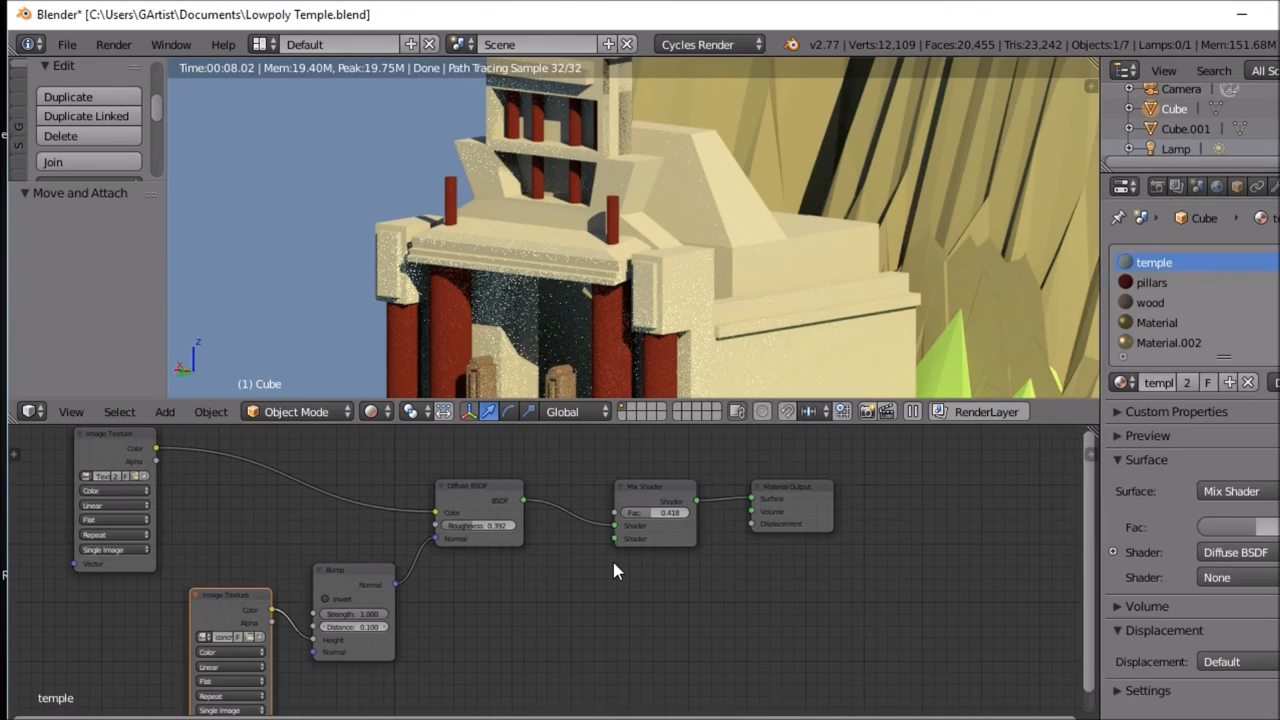 Blender* [C:\Users\GArtist\Documents\Lowpoly Temple.blend]
File Render Window Help Default Scene Cycles Render v2.77 | Verts:12,109 | Faces:20,455 | Tris:23,242 | Objects:1/7 | Lamps:0/1 | Mem:151.68M
Edit
Duplicate
Duplicate Linked
Delete
Join
Move and Attach
Time:00:08.02 | Mem:19.40M, Peak:19.75M | Done | Path Tracing Sample 32/32
z
x
(1) Cube
View Select Add Object Object Mode Global RenderLayer
View Search All Sc
Camera
Cube
Cube.001
Lamp
Cube
temple
pillars
wood
Material
Material.002
templ 2 F
Custom Properties
Preview
Surface
Surface: Mix Shader
Fac:
Shader: Diffuse BSDF
Shader: None
Volume
Displacement
Displacement: Default
Settings
Image Texture
Color
Alpha
Text 2 F
Color
Linear
Flat
Repeat
Single Image
Vector
Image Texture
Color
Alpha
conc F
Color
Linear
Flat
Repeat
Single Image
Bump
Normal
Invert
Strength: 1.000
Distance: 0.100
Height
Normal
Diffuse BSDF
BSDF
Color
Roughness: 0.392
Normal
Mix Shader
Shader
Fac: 0.418
Shader
Shader
Material Output
Surface
Volume
Displacement
temple